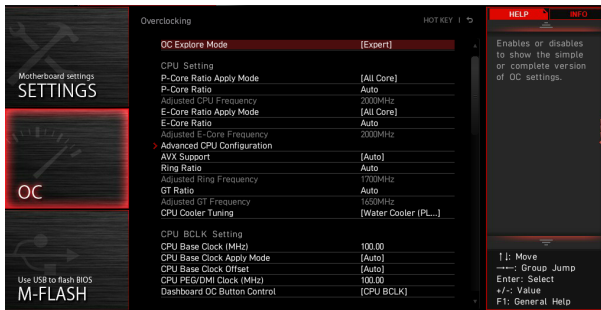 Overclocking
HOT KEY |
HELP
INFO
Motherboard settings
SETTINGS
OC
Use USB to flash BIOS
M-FLASH
OC Explore Mode [Expert]
CPU Setting
P-Core Ratio Apply Mode [All Core]
P-Core Ratio Auto
Adjusted CPU Frequency 2000MHz
E-Core Ratio Apply Mode [All Core]
E-Core Ratio Auto
Adjusted E-Core Frequency 2000MHz
Advanced CPU Configuration
AVX Support [Auto]
Ring Ratio Auto
Adjusted Ring Frequency 1700MHz
GT Ratio Auto
Adjusted GT Frequency 1650MHz
CPU Cooler Tuning [Water Cooler (PL...]
CPU BCLK Setting
CPU Base Clock (MHz) 100.00
CPU Base Clock Apply Mode [Auto]
CPU Base Clock Offset [Auto]
CPU PEG/DMI Clock (MHz) 100.00
Dashboard OC Button Control [CPU BCLK]
Enables or disables
to show the simple
or complete version
of OC settings.
↑↓: Move
→←: Group Jump
Enter: Select
+/-: Value
F1: General Help